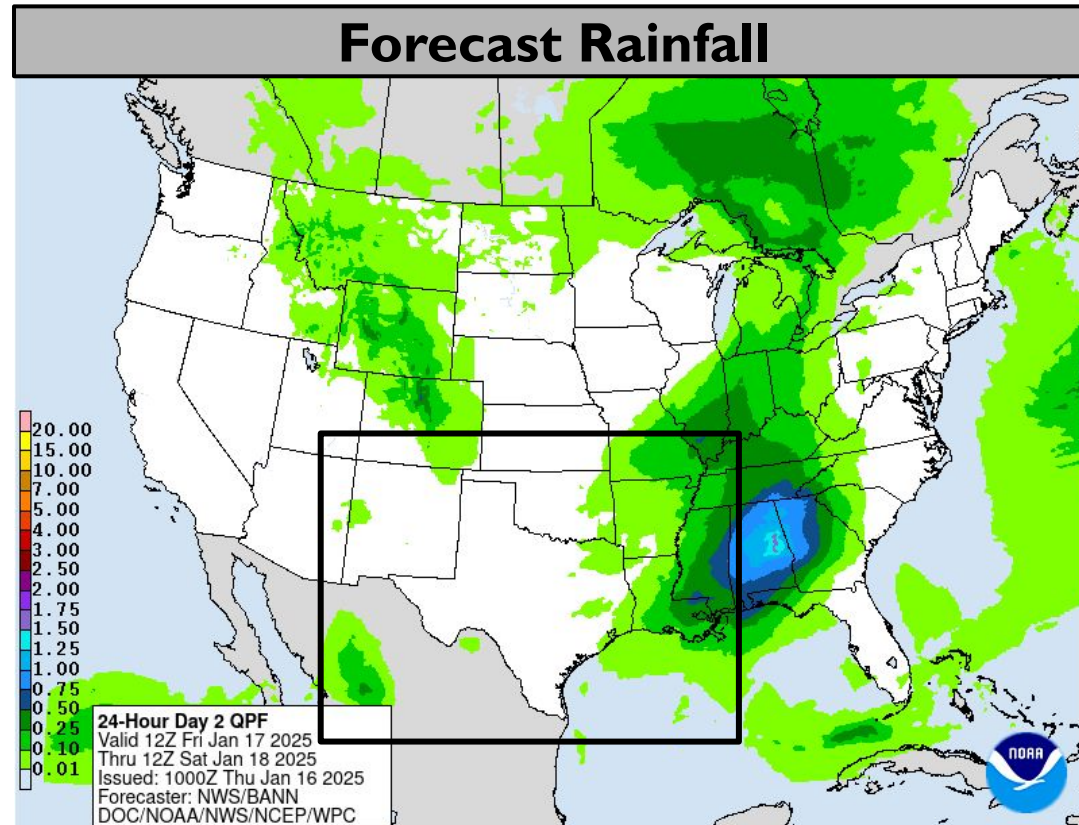 Forecast Rainfall
20.00
15.00
10.00
7.00
5.00
4.00
3.00
2.50
2.00
1.75
1.50
1.25
1.00
0.75
0.50
0.25
0.10
0.01
24-Hour Day 2 QPF
Valid 12Z Fri Jan 17 2025
Thru 12Z Sat Jan 18 2025
Issued: 1000Z Thu Jan 16 2025
Forecaster: NWS/BANN
DOC/NOAA/NWS/NCEP/WPC
NOAA